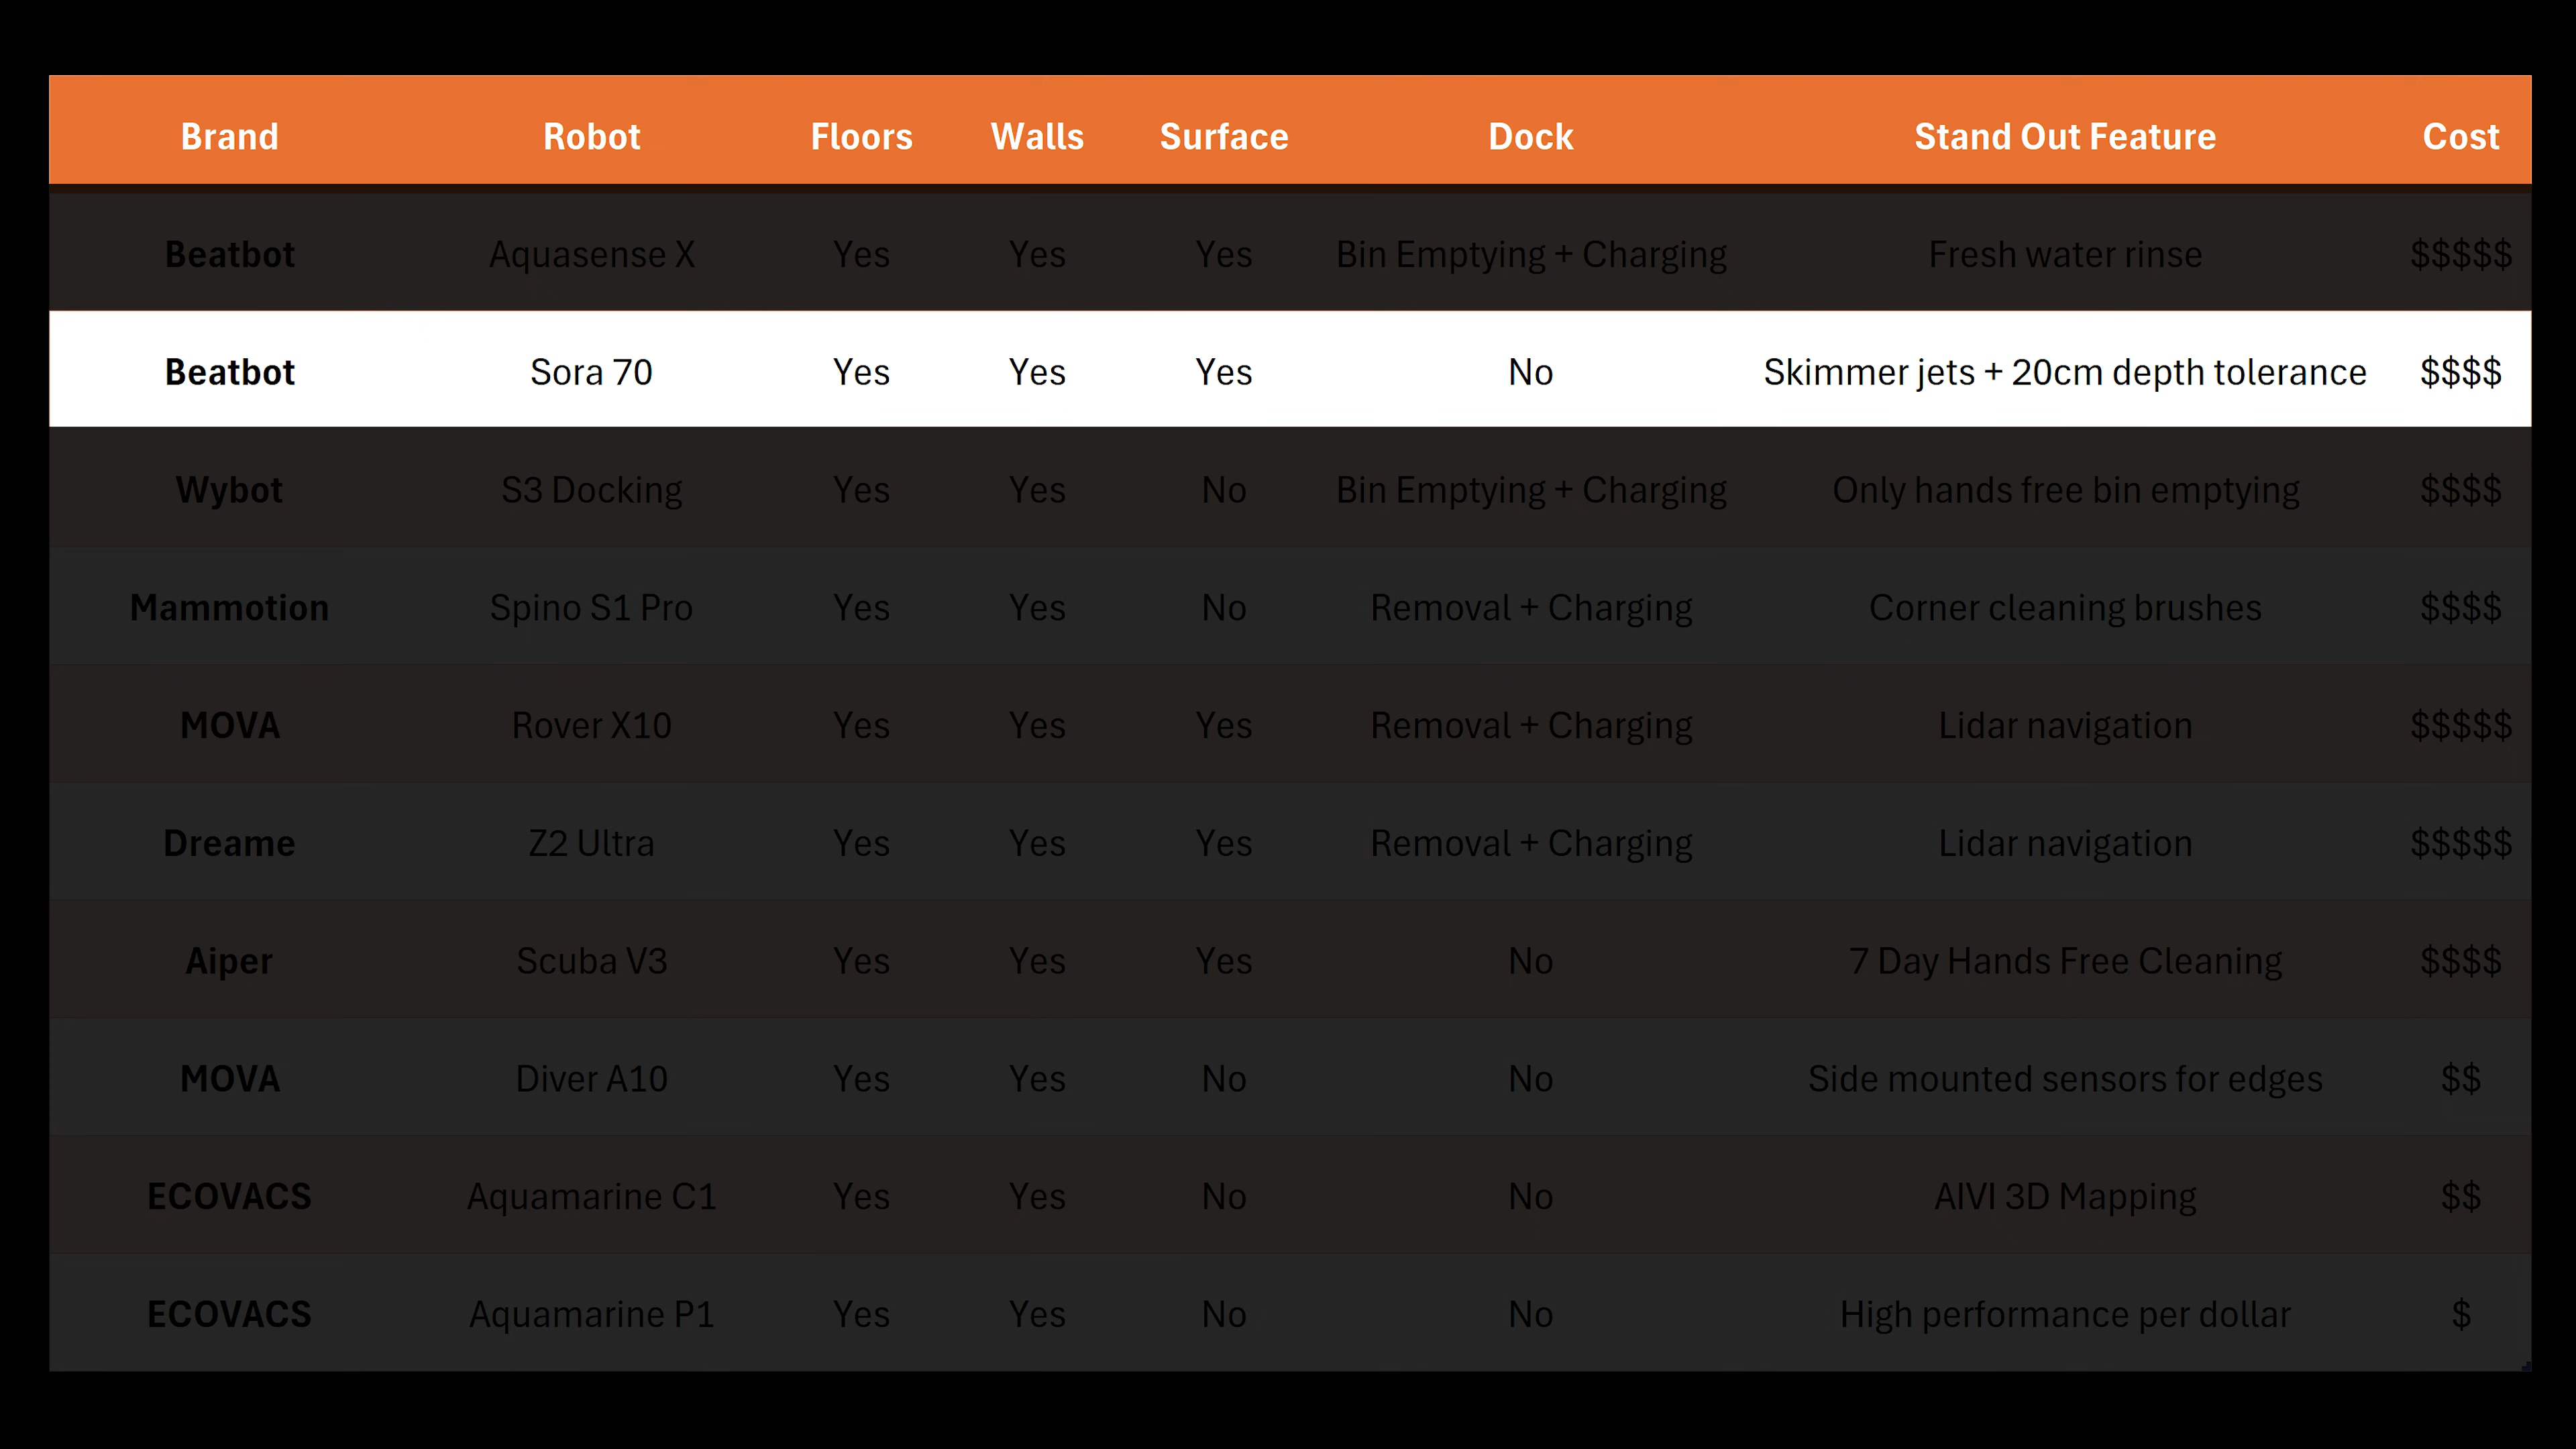 Brand Robot Floors Walls Surface Dock Stand Out Feature Cost
Beatbot Aquasense X Yes Yes Yes Bin Emptying + Charging Fresh water rinse $$$$$
Beatbot Sora 70 Yes Yes Yes No Skimmer jets + 20cm depth tolerance $$$$
Wybot S3 Docking Yes Yes No Bin Emptying + Charging Only hands free bin emptying $$$$
Mammotion Spino S1 Pro Yes Yes No Removal + Charging Corner cleaning brushes $$$$
MOVA Rover X10 Yes Yes Yes Removal + Charging Lidar navigation $$$$$
Dreame Z2 Ultra Yes Yes Yes Removal + Charging Lidar navigation $$$$$
Aiper Scuba V3 Yes Yes Yes No 7 Day Hands Free Cleaning $$$$
MOVA Diver A10 Yes Yes No No Side mounted sensors for edges $$
ECOVACS Aquamarine C1 Yes Yes No No AIVI 3D Mapping $$
ECOVACS Aquamarine P1 Yes Yes No No High performance per dollar $